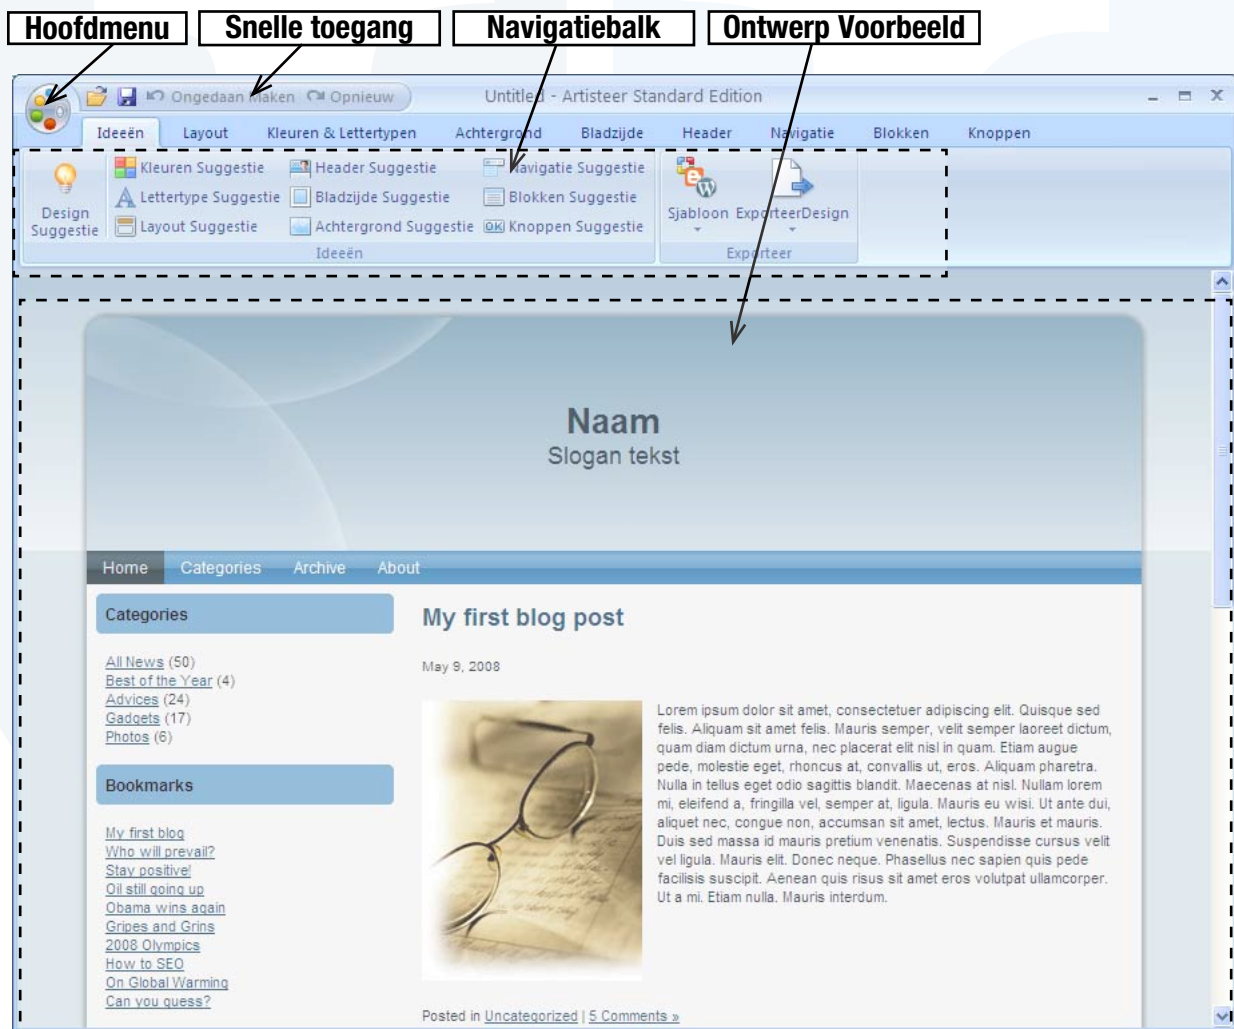 Hoofdmenu Snelle toegang Navigatiebalk Ontwerp Voorbeeld
Ongedaan Maken Opnieuw Untitled - Artisteer Standard Edition
Ideeën Layout Kleuren & Lettertypen Achtergrond Bladzijde Header Navigatie Blokken Knoppen
Kleuren Suggestie Header Suggestie Navigatie Suggestie
Lettertype Suggestie Bladzijde Suggestie Blokken Suggestie
Design Suggestie
Layout Suggestie Achtergrond Suggestie OK Knoppen Suggestie
Sjabloon ExporteerDesign
Ideeën Exporteer
Naam
Slogan tekst
Home Categories Archive About
Categories
All News (50)
Best of the Year (4)
Advices (24)
Gadgets (17)
Photos (6)
Bookmarks
My first blog
Who will prevail?
Stay positive!
Oil still going up
Obama wins again
Gripes and Grins
2008 Olympics
How to SEO
On Global Warming
Can you guess?
My first blog post
May 9, 2008
Lorem ipsum dolor sit amet, consectetuer adipiscing elit. Quisque sed
felis. Aliquam sit amet felis. Mauris semper, velit semper laoreet dictum,
quam diam dictum urna, nec placerat elit nisl in quam. Etiam augue
pede, molestie eget, rhoncus at, convallis ut, eros. Aliquam pharetra.
Nulla in tellus eget odio sagittis blandit. Maecenas at nisl. Nullam lorem
mi, eleifend a, fringilla vel, semper at, ligula. Mauris eu wisi. Ut ante dui,
aliquet nec, congue non, accumsan sit amet, lectus. Mauris et mauris.
Duis sed massa id mauris pretium venenatis. Suspendisse cursus velit
vel ligula. Mauris elit. Donec neque. Phasellus nec sapien quis pede
facilisis suscipit. Aenean quis risus sit amet eros volutpat ullamcorper.
Ut a mi. Etiam nulla. Mauris interdum.
Posted in Uncategorized | 5 Comments »